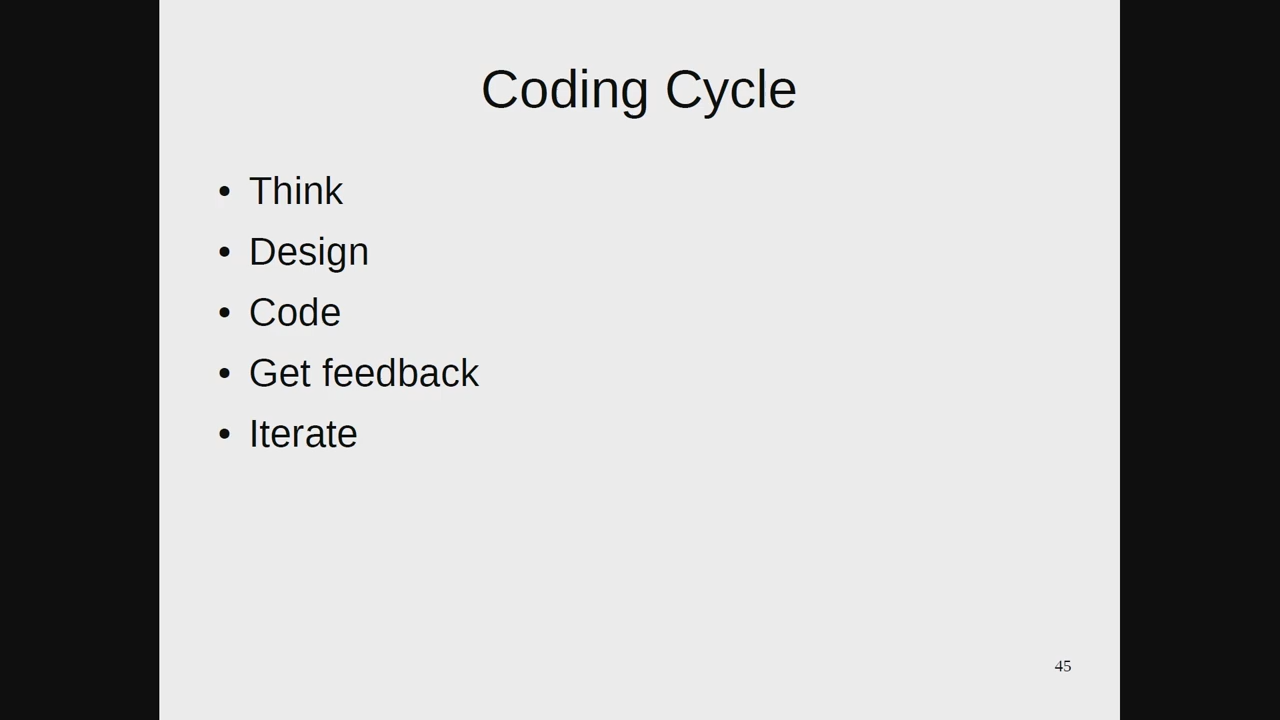 Coding Cycle
• Think
• Design
• Code
• Get feedback
• Iterate
45